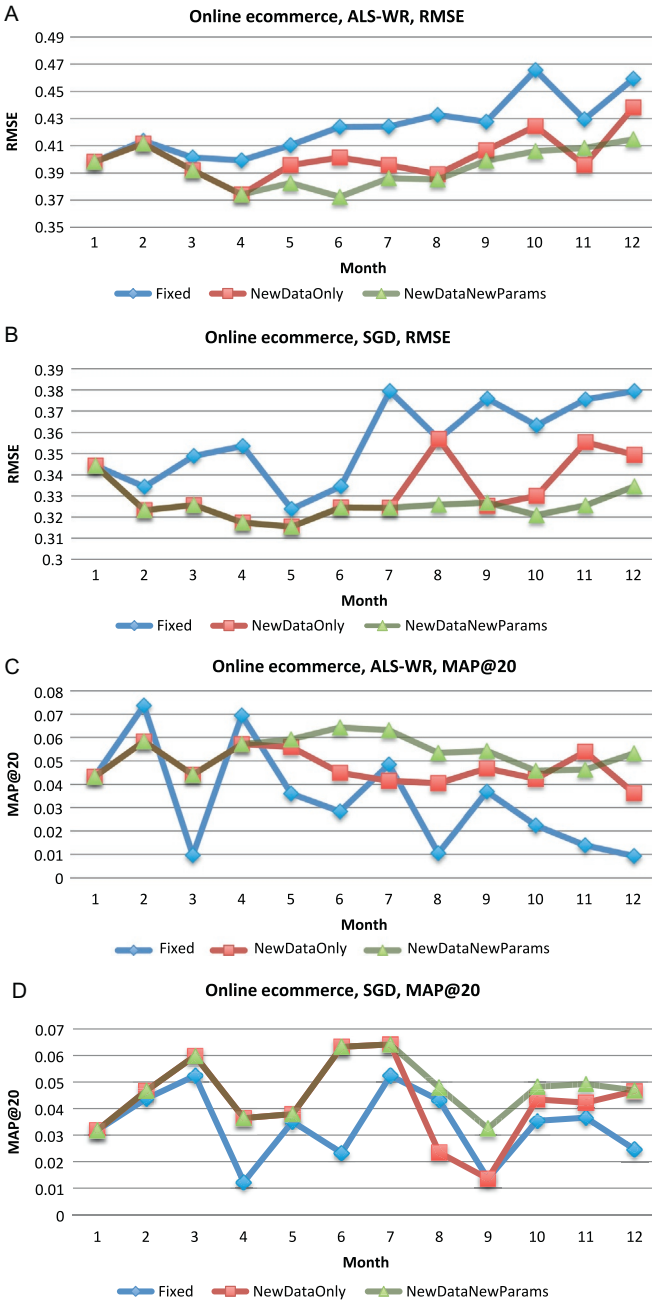 A
Online ecommerce, ALS-WR, RMSE
0.49
0.47
0.45
0.43
0.41
0.39
0.37
0.35
RMSE
1 2 3 4 5 6 7 8 9 10 11 12
Month
Fixed NewDataOnly NewDataNewParams
B
Online ecommerce, SGD, RMSE
0.39
0.38
0.37
0.36
0.35
0.34
0.33
0.32
0.31
0.3
RMSE
1 2 3 4 5 6 7 8 9 10 11 12
Month
Fixed NewDataOnly NewDataNewParams
C
Online ecommerce, ALS-WR, MAP@20
0.08
0.07
0.06
0.05
0.04
0.03
0.02
0.01
0
MAP@20
1 2 3 4 5 6 7 8 9 10 11 12
Month
Fixed NewDataOnly NewDataNewParams
D
Online ecommerce, SGD, MAP@20
0.07
0.06
0.05
0.04
0.03
0.02
0.01
0
MAP@20
1 2 3 4 5 6 7 8 9 10 11 12
Month
Fixed NewDataOnly NewDataNewParams